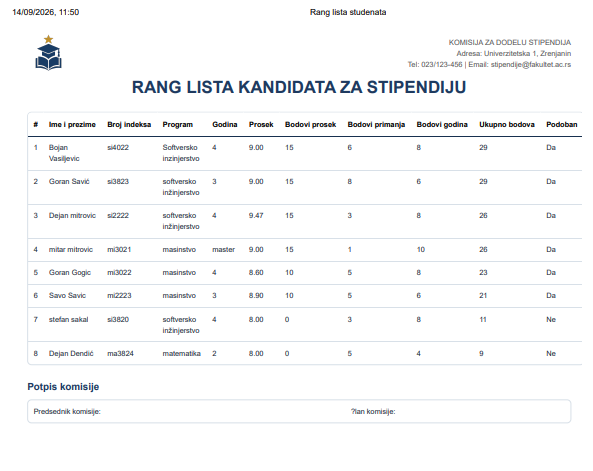 14/09/2026, 11:50 Rang lista studenata
KOMISIJA ZA DODELU STIPENDIJA
Adresa: Univerzitetska 1, Zrenjanin
Tel: 023/123-456 | Email: stipendije@fakultet.ac.rs
RANG LISTA KANDIDATA ZA STIPENDIJU
# Ime i prezime Broj indeksa Program Godina Prosek Bodovi prosek Bodovi primanja Bodovi godina Ukupno bodova Podoban
1 Bojan Vasiljevic si4022 Softversko inzinjerstvo 4 9.00 15 6 8 29 Da
2 Goran Savić si3823 softversko inžinjerstvo 3 9.00 15 8 6 29 Da
3 Dejan mitrovic si2222 softversko inžinjerstvo 4 9.47 15 3 8 26 Da
4 mitar mitrovic mi3021 masinstvo master 9.00 15 1 10 26 Da
5 Goran Gogic mi3022 masinstvo 4 8.60 10 5 8 23 Da
6 Savo Savic mi2223 masinstvo 3 8.90 10 5 6 21 Da
7 stefan sakal si3820 softversko inžinjerstvo 4 8.00 0 3 8 11 Ne
8 Dejan Dendić ma3824 matematika 2 8.00 0 5 4 9 Ne
Potpis komisije
Predsednik komisije: ?lan komisije: